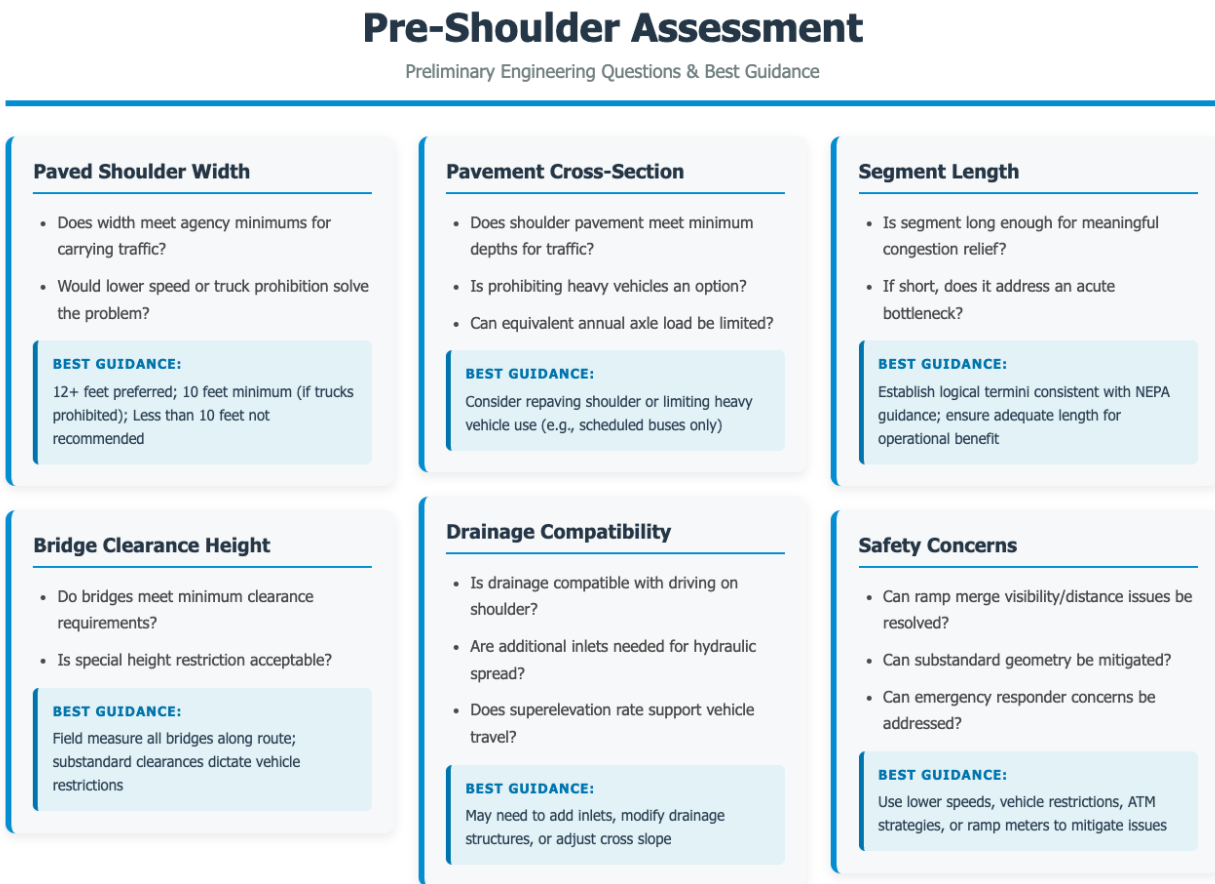 Pre-Shoulder Assessment
Preliminary Engineering Questions & Best Guidance
Paved Shoulder Width
• Does width meet agency minimums for
carrying traffic?
• Would lower speed or truck prohibition solve
the problem?
BEST GUIDANCE:
12+ feet preferred; 10 feet minimum (if trucks
prohibited); Less than 10 feet not
recommended
Pavement Cross-Section
• Does shoulder pavement meet minimum
depths for traffic?
• Is prohibiting heavy vehicles an option?
• Can equivalent annual axle load be limited?
BEST GUIDANCE:
Consider repaving shoulder or limiting heavy
vehicle use (e.g., scheduled buses only)
Segment Length
• Is segment long enough for meaningful
congestion relief?
• If short, does it address an acute
bottleneck?
BEST GUIDANCE:
Establish logical termini consistent with NEPA
guidance; ensure adequate length for
operational benefit
Bridge Clearance Height
• Do bridges meet minimum clearance
requirements?
• Is special height restriction acceptable?
BEST GUIDANCE:
Field measure all bridges along route;
substandard clearances dictate vehicle
restrictions
Drainage Compatibility
• Is drainage compatible with driving on
shoulder?
• Are additional inlets needed for hydraulic
spread?
• Does superelevation rate support vehicle
travel?
BEST GUIDANCE:
May need to add inlets, modify drainage
structures, or adjust cross slope
Safety Concerns
• Can ramp merge visibility/distance issues be
resolved?
• Can substandard geometry be mitigated?
• Can emergency responder concerns be
addressed?
BEST GUIDANCE:
Use lower speeds, vehicle restrictions, ATM
strategies, or ramp meters to mitigate issues